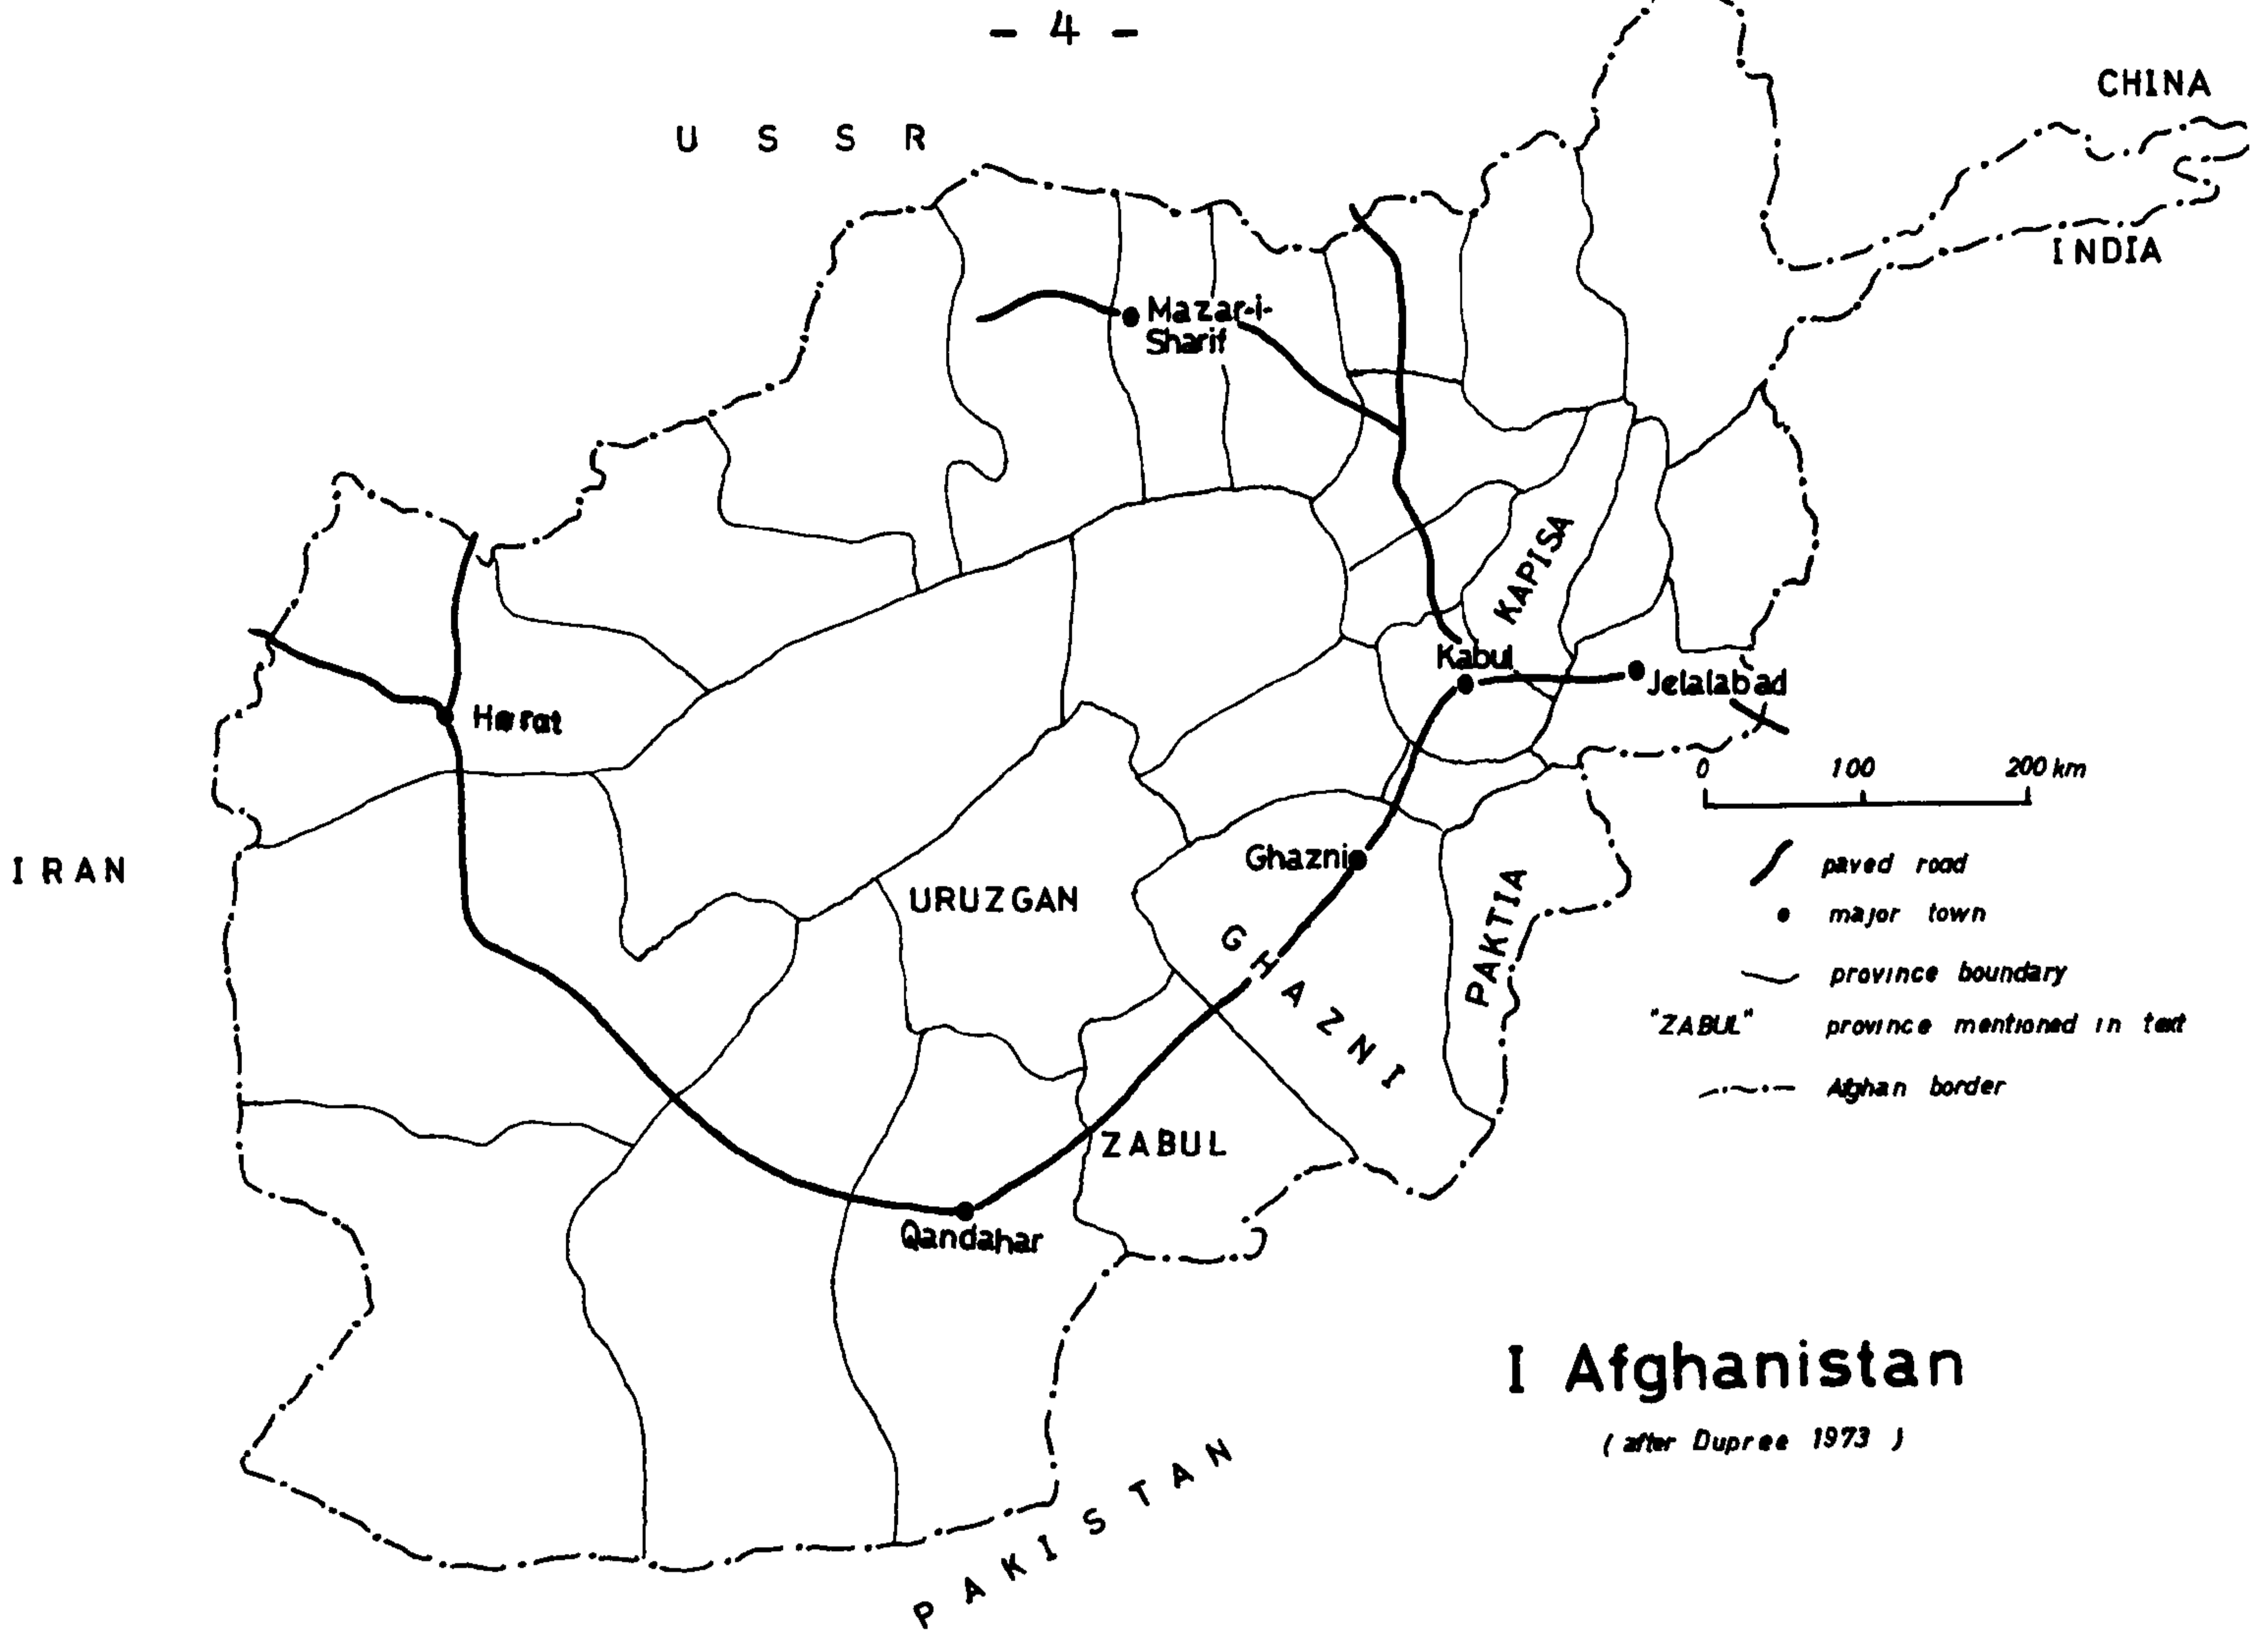 - 4 -
CHINA
U S S R
INDIA
Mazar-i-
Sharif
KAPISA
Kabul
Jelalabad
Herat
0 100 200 km
IRAN
Ghazni
paved road
URUZGAN
PAKTIA
major town
GHAZNI
province boundary
"ZABUL" province mentioned in text
Afghan border
ZABUL
Qandahar
I Afghanistan
(after Dupree 1973)
PAKISTAN